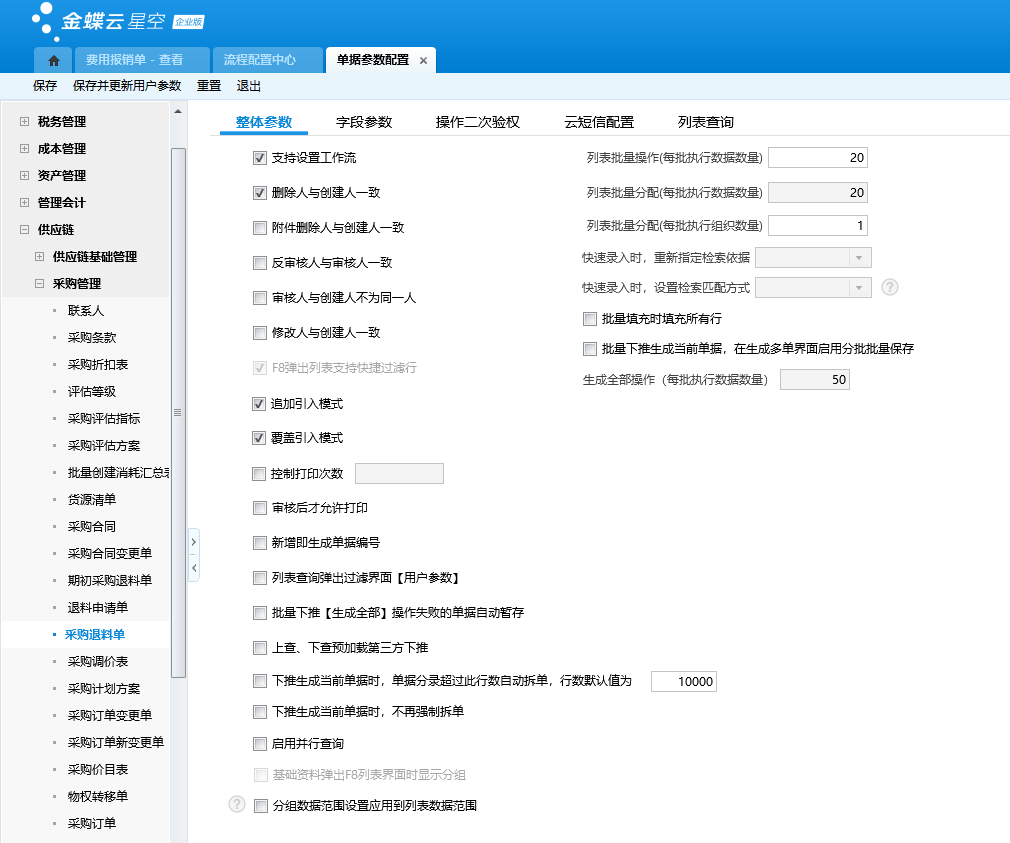 金蝶云 星空 企业版
费用报销单 - 查看 流程配置中心 单据参数配置 ×
保存 保存并更新用户参数 重置 退出
税务管理
成本管理
资产管理
管理会计
供应链
供应链基础管理
采购管理
联系人
采购条款
采购折扣表
评估等级
采购评估指标
采购评估方案
批量创建消耗汇总表
货源清单
采购合同
采购合同变更单
期初采购退料单
退料申请单
采购退料单
采购调价表
采购计划方案
采购订单变更单
采购订单新变更单
采购价目表
物权转移单
采购订单
整体参数 字段参数 操作二次验权 云短信配置 列表查询
支持设置工作流
删除人与创建人一致
附件删除人与创建人一致
反审核人与审核人一致
审核人与创建人不为同一人
修改人与创建人一致
F8弹出列表支持快捷过滤行
追加引入模式
覆盖引入模式
控制打印次数
审核后才允许打印
新增即生成单据编号
列表查询弹出过滤界面【用户参数】
批量下推【生成全部】操作失败的单据自动暂存
上查、下查预加载第三方下推
下推生成当前单据时，单据分录超过此行数自动拆单，行数默认值为 10000
下推生成当前单据时，不再强制拆单
启用并行查询
基础资料弹出F8列表界面时显示分组
? 分组数据范围设置应用到列表数据范围
列表批量操作(每批执行数据数量) 20
列表批量分配(每批执行数据数量) 20
列表批量分配(每批执行组织数量) 1
快速录入时，重新指定检索依据
快速录入时，设置检索匹配方式 ?
批量填充时填充所有行
批量下推生成当前单据，在生成多单界面启用分批批量保存
生成全部操作（每批执行数据数量） 50